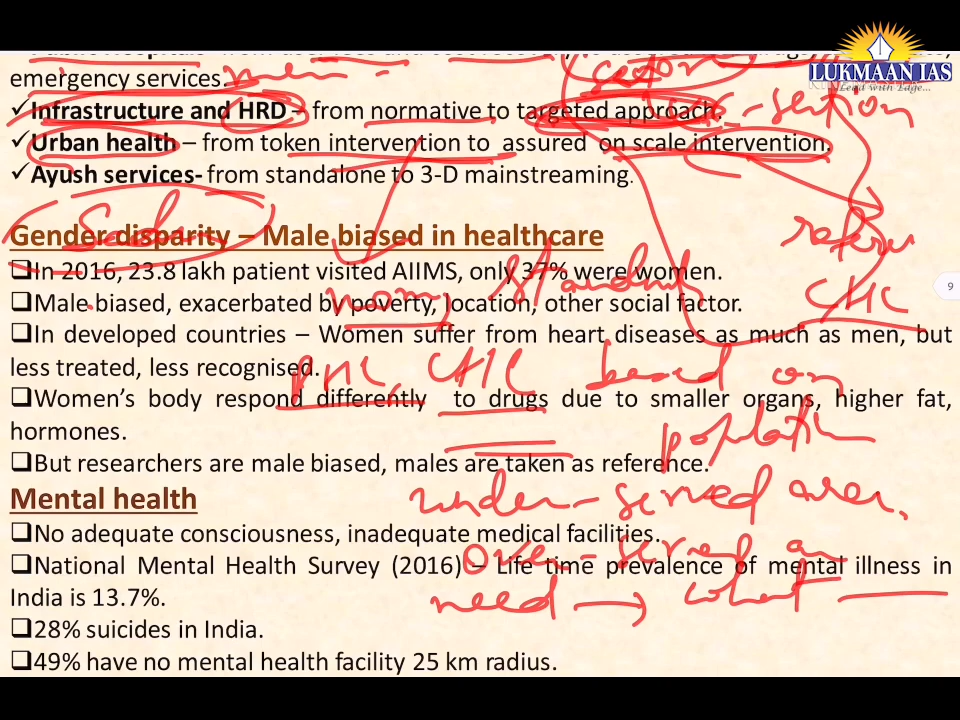 LUKMAAN IAS
Lead with Edge...
emergency services.
✓Infrastructure and HRD – from normative to targeted approach.
✓Urban health – from token intervention to assured on scale intervention.
✓Ayush services- from standalone to 3-D mainstreaming.
Gender disparity – Male biased in healthcare
❑In 2016, 23.8 lakh patient visited AIIMS, only 37% were women.
❑Male biased, exacerbated by poverty, location, other social factor.
❑In developed countries – Women suffer from heart diseases as much as men, but
less treated, less recognised.
❑Women's body respond differently to drugs due to smaller organs, higher fat,
hormones.
❑But researchers are male biased, males are taken as reference.
Mental health
❑No adequate consciousness, inadequate medical facilities.
❑National Mental Health Survey (2016) – Life time prevalence of mental illness in
India is 13.7%.
❑28% suicides in India.
❑49% have no mental health facility 25 km radius.
9
CHC
PHC, CHC based on
under-served area.
over-served
need → what